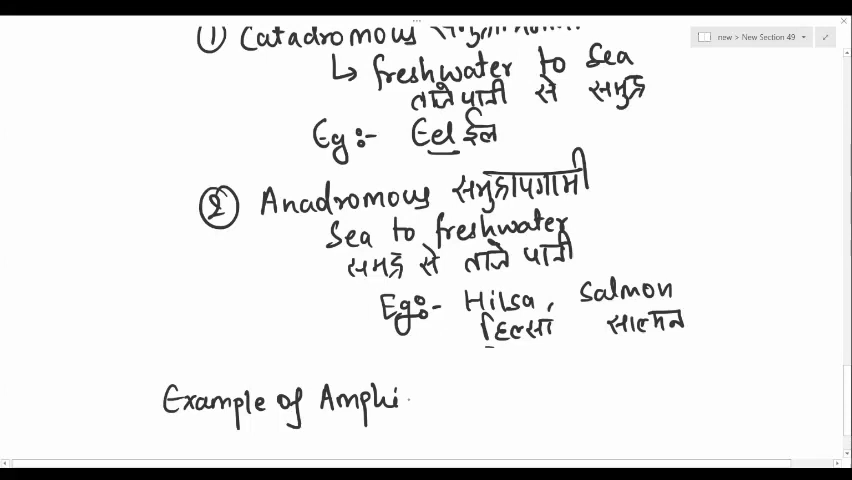 new > New Section 49
① Catadromous
↳ freshwater to Sea
ताजे पानी से समुद्र
Eg:- Eel ईल
② Anadromous समुद्रापगामी
Sea to freshwater
समुद्र से ताजे पानी
Eg:- Hilsa, Salmon
हिल्सा सालमन
Example of Amphi